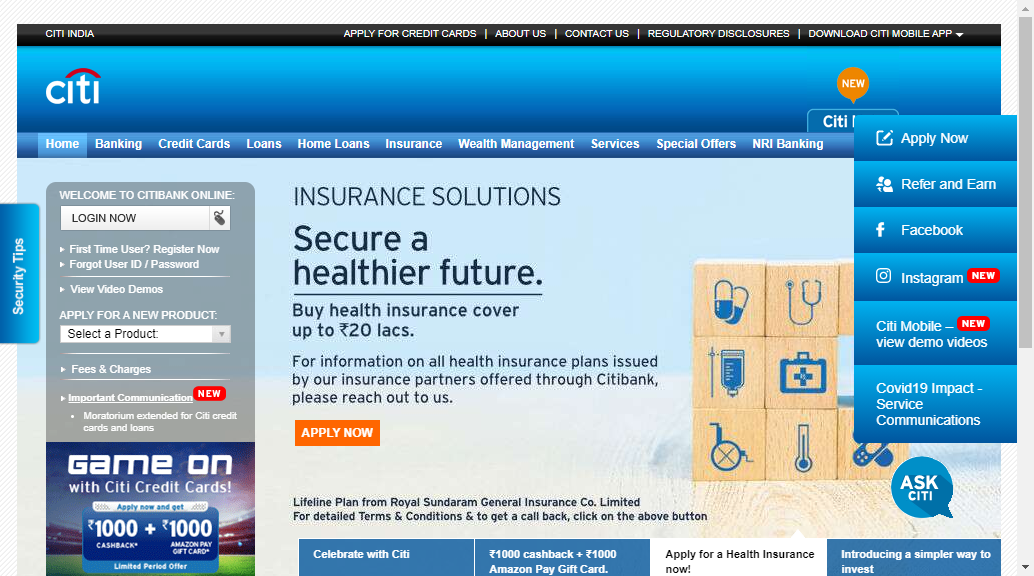 CITI INDIA
APPLY FOR CREDIT CARDS | ABOUT US | CONTACT US | REGULATORY DISCLOSURES | DOWNLOAD CITI MOBILE APP
citi
NEW
Citi
Home Banking Credit Cards Loans Home Loans Insurance Wealth Management Services Special Offers NRI Banking
Apply Now
Refer and Earn
Facebook
Instagram NEW
Citi Mobile – NEW
view demo videos
Covid19 Impact -
Service
Communications
Security Tips
WELCOME TO CITIBANK ONLINE:
LOGIN NOW
First Time User? Register Now
Forgot User ID / Password
View Video Demos
APPLY FOR A NEW PRODUCT:
Select a Product:
Fees & Charges
Important Communication NEW
• Moratorium extended for Citi credit
cards and loans
GAME ON
with Citi Credit Cards!
Apply now and get
₹1000 + ₹1000
CASHBACK* AMAZON PAY
GIFT CARD*
Limited Period Offer
INSURANCE SOLUTIONS
Secure a
healthier future.
Buy health insurance cover
up to ₹20 lacs.
For information on all health insurance plans issued
by our insurance partners offered through Citibank,
please reach out to us.
APPLY NOW
Lifeline Plan from Royal Sundaram General Insurance Co. Limited
For detailed Terms & Conditions & to get a call back, click on the above button
ASK
CITI
Celebrate with Citi
₹1000 cashback + ₹1000
Amazon Pay Gift Card.
Apply for a Health Insurance
now!
Introducing a simpler way to
invest